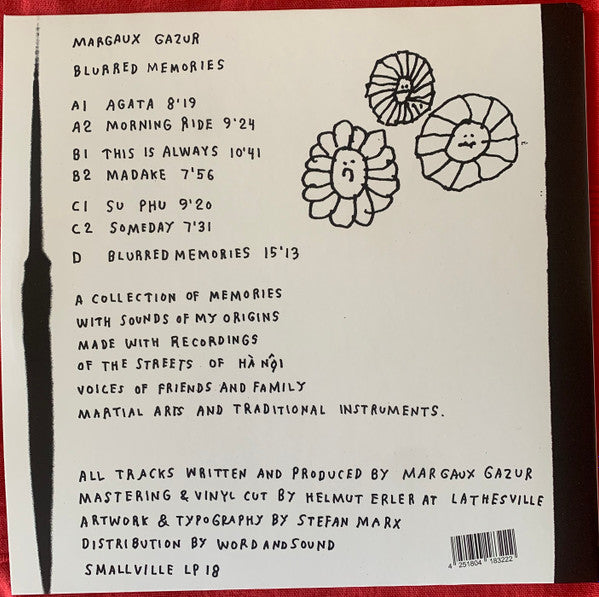 MARGAUX GAZUR
BLURRED MEMORIES
A1 AGATA 8'19
A2 MORNING RIDE 9'24
B1 THIS IS ALWAYS 10'41
B2 MADAKE 7'56
C1 SU PHU 9'20
C2 SOMEDAY 7'31
D BLURRED MEMORIES 15'13
A COLLECTION OF MEMORIES
WITH SOUNDS OF MY ORIGINS
MADE WITH RECORDINGS
OF THE STREETS OF HÀ NỘI
VOICES OF FRIENDS AND FAMILY
MARTIAL ARTS AND TRADITIONAL INSTRUMENTS.
ALL TRACKS WRITTEN AND PRODUCED BY MARGAUX GAZUR
MASTERING & VINYL CUT BY HELMUT ERLER AT LATHESVILLE
ARTWORK & TYPOGRAPHY BY STEFAN MARX
DISTRIBUTION BY WORDANDSOUND
SMALLVILLE LP 18
4 251804 183222